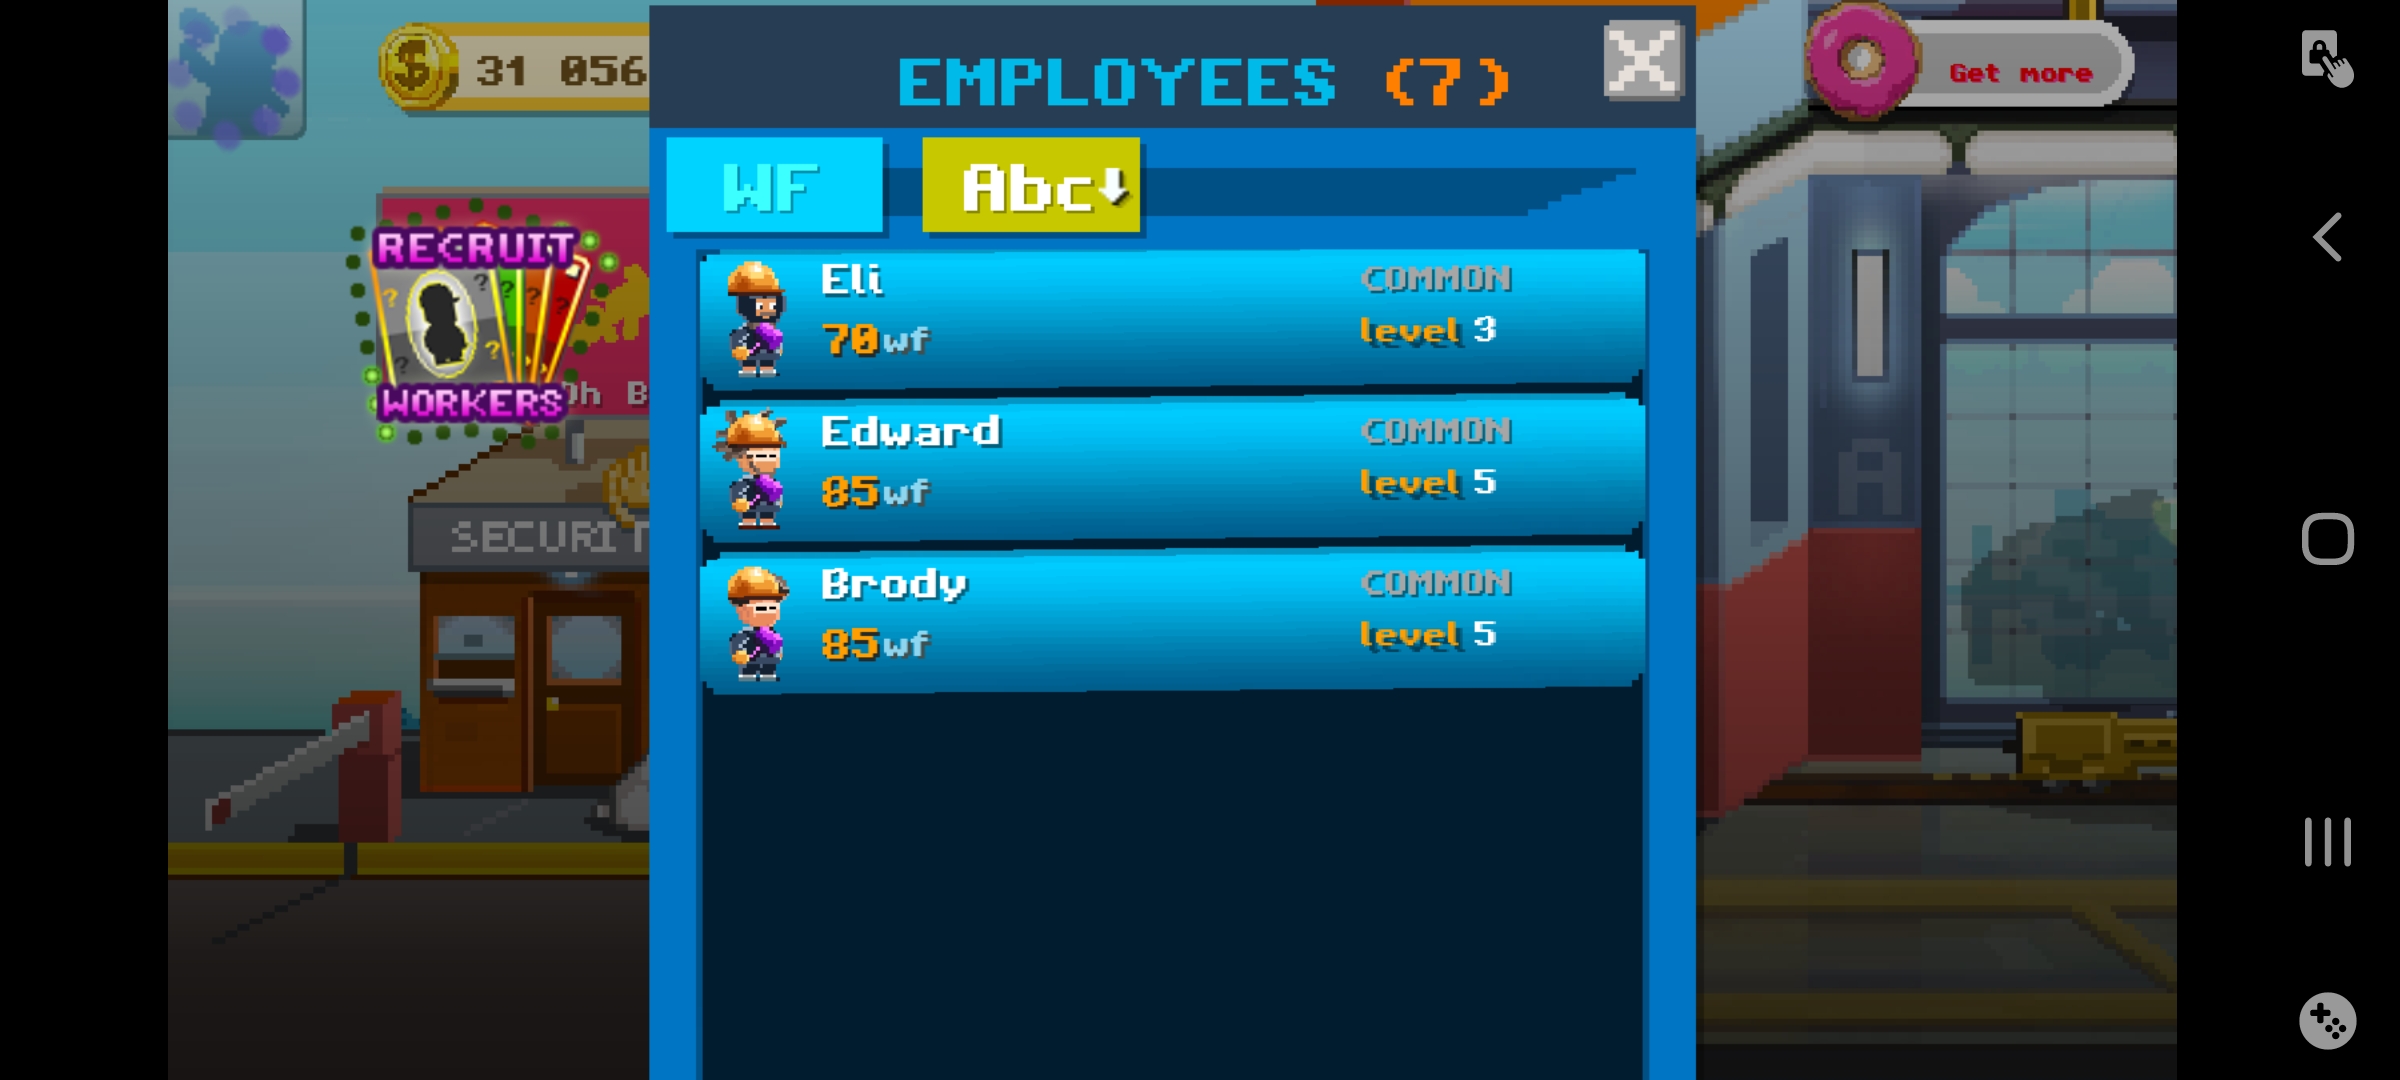 31 056
EMPLOYEES (7)
Get more
WF
Abc
RECRUIT
WORKERS
Eli
COMMON
70wf
level 3
Edward
COMMON
85wf
level 5
Brody
COMMON
85wf
level 5
A